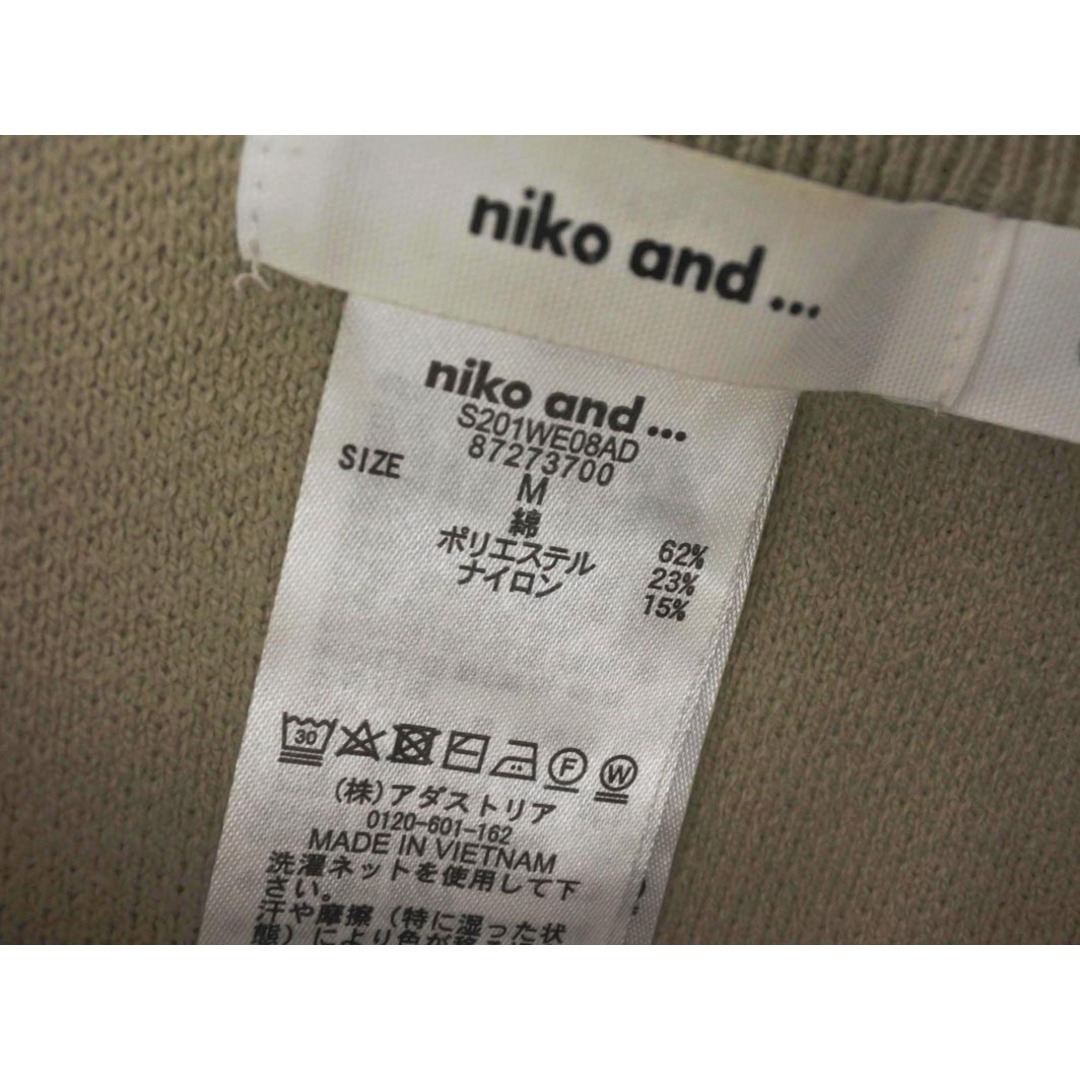 niko and ...
niko and ...
S201WE08AD
87273700
SIZE M
綿 62%
ポリエステル 23%
ナイロン 15%
30 F W
(株)アダストリア
0120-601-162
MADE IN VIETNAM
洗濯ネットを使用して下
さい。
汗や摩擦(特に湿った状
態)により色が移